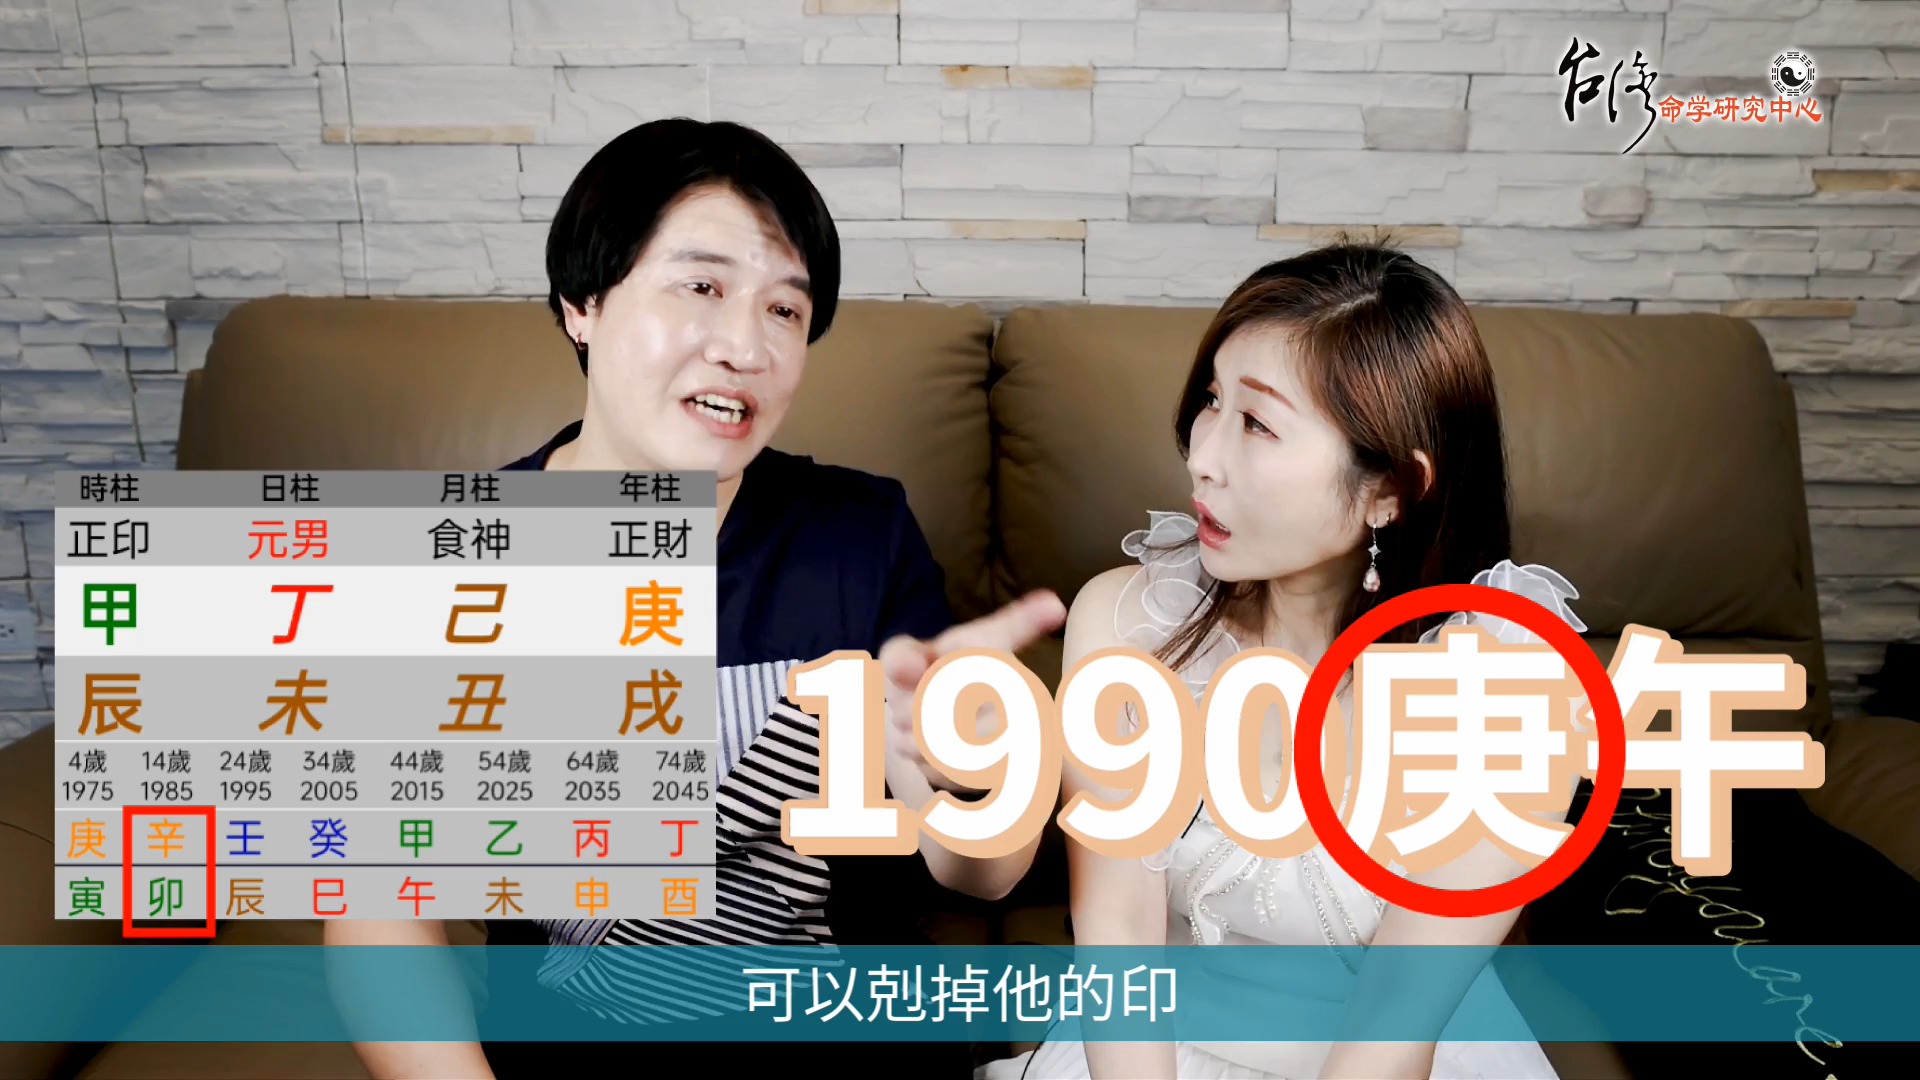 台灣
命学研究中心
時柱 日柱 月柱 年柱
正印 元男 食神 正財
甲 丁 己 庚
辰 未 丑 戌
4歲 14歲 24歲 34歲 44歲 54歲 64歲 74歲
1975 1985 1995 2005 2015 2025 2035 2045
庚 辛 壬 癸 甲 乙 丙 丁
寅 卯 辰 巳 午 未 申 酉
1990庚午
可以剋掉他的印